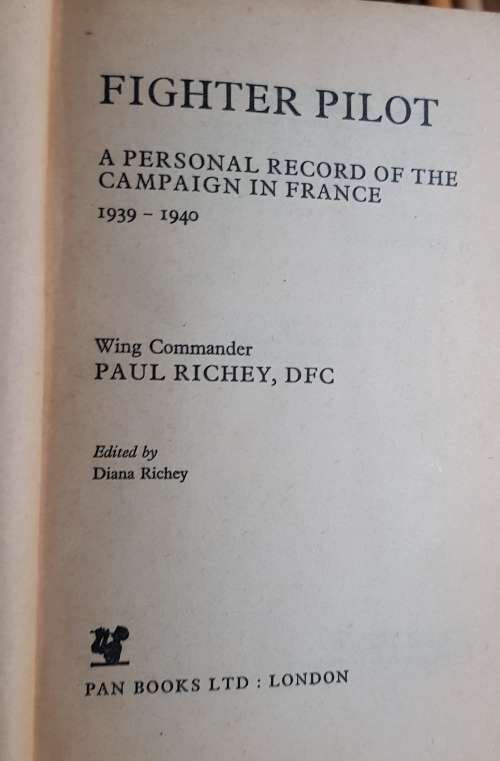 FIGHTER PILOT
A PERSONAL RECORD OF THE
CAMPAIGN IN FRANCE
1939 – 1940
Wing Commander
PAUL RICHEY, DFC
Edited by
Diana Richey
PAN BOOKS LTD : LONDON